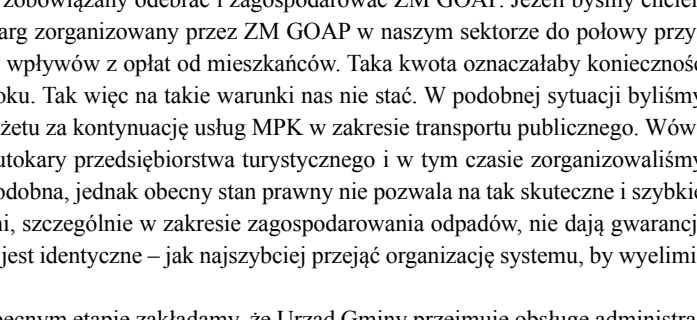 zobowiązany odebrać i zagospodarować ZM GOAP. Jeżeli byśmy chcieli
arg zorganizowany przez ZM GOAP w naszym sektorze do połowy przy
wpływów z opłat od mieszkańców. Taka kwota oznaczałaby konieczność
oku. Tak więc na takie warunki nas nie stać. W podobnej sytuacji byliśmy
żetu za kontynuację usług MPK w zakresie transportu publicznego. Wów
utokary przedsiębiorstwa turystycznego i w tym czasie zorganizowaliśmy
odobna, jednak obecny stan prawny nie pozwala na tak skuteczne i szybkie
ni, szczególnie w zakresie zagospodarowania odpadów, nie dają gwarancj
jest identyczne – jak najszybciej przejąć organizację systemu, by wyelimi
becnym etapie zakładamy, że Urząd Gminy przejmuje obsługę administra